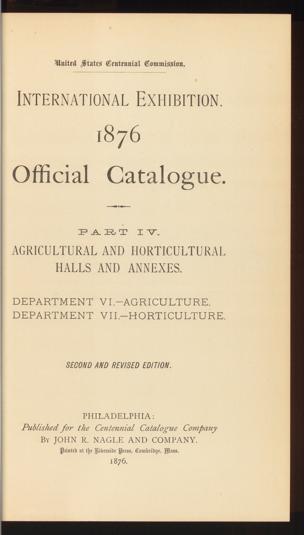 United States Centennial Commission.
INTERNATIONAL EXHIBITION.
1876
Official Catalogue.
PART IV.
AGRICULTURAL AND HORTICULTURAL
HALLS AND ANNEXES.
DEPARTMENT VI.—AGRICULTURE.
DEPARTMENT VII.—HORTICULTURE.
SECOND AND REVISED EDITION.
PHILADELPHIA:
Published for the Centennial Catalogue Company
BY JOHN R. NAGLE AND COMPANY.
Printed at the Riverside Press, Cambridge, Mass.
1876.